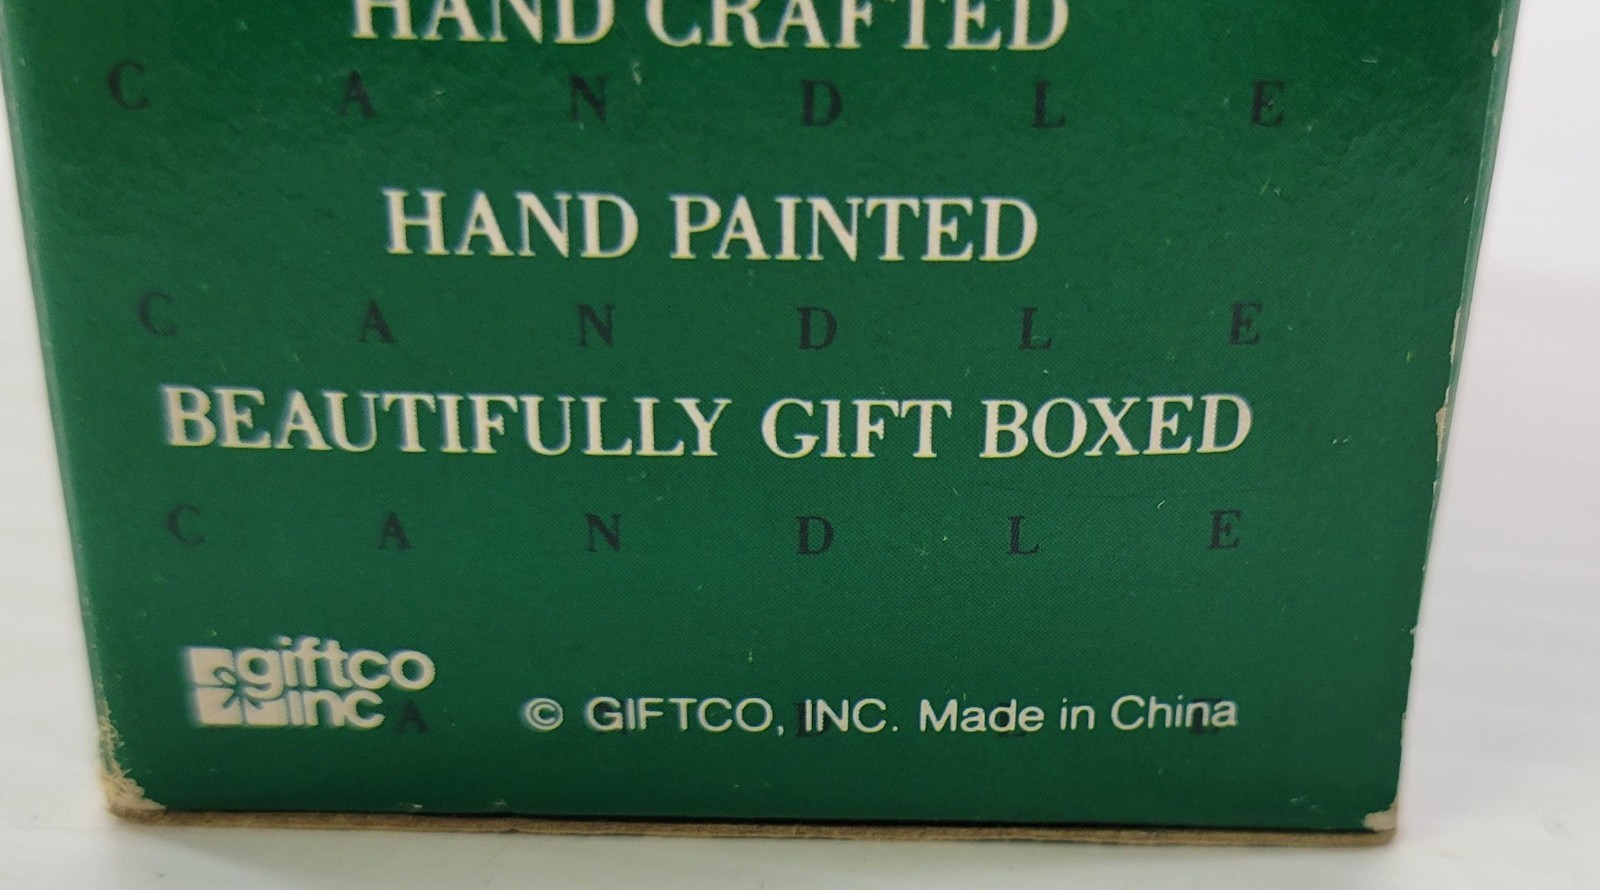 HAND CRAFTED
C A N D L E
HAND PAINTED
C A N D L E
BEAUTIFULLY GIFT BOXED
C A N D L E
giftco
inc
© GIFTCO, INC. Made in China